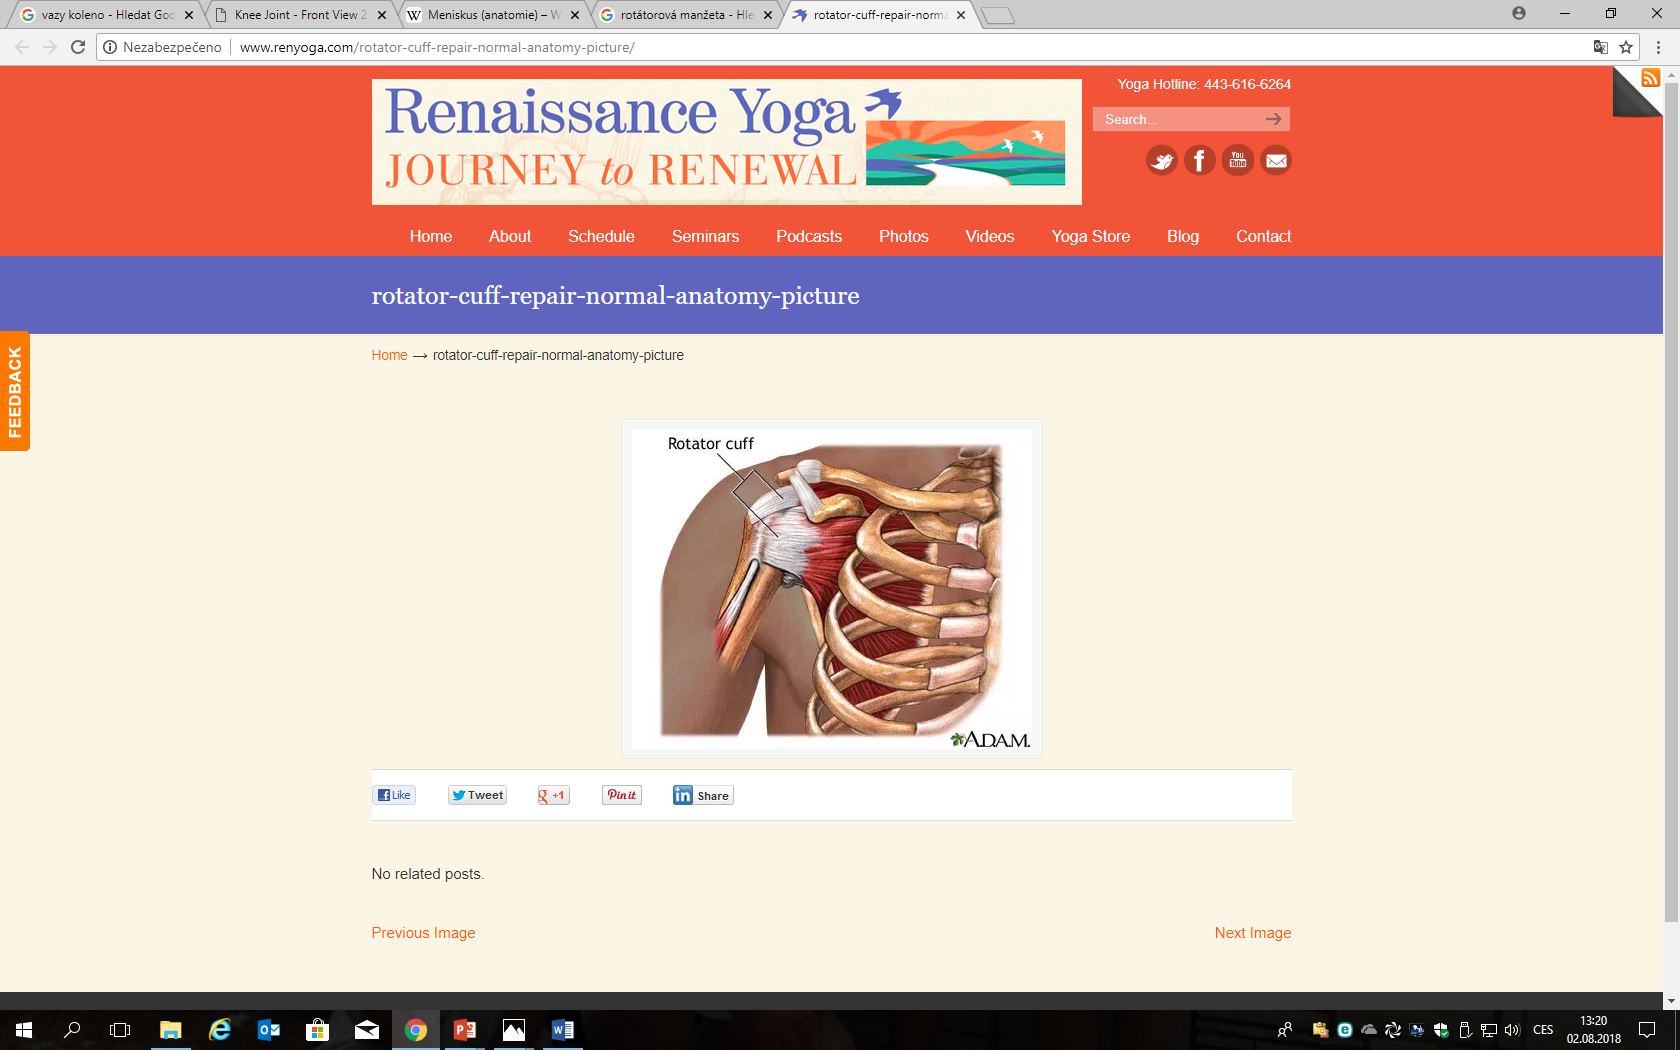 vazy koleno - Hledat Goo
Knee Joint - Front View 2
Meniskus (anatomie) – W
rotátorová manžeta - Hle
rotator-cuff-repair-norma
Nezabezpečeno
www.renyoga.com/rotator-cuff-repair-normal-anatomy-picture/
Renaissance Yoga
JOURNEY to RENEWAL
Yoga Hotline: 443-616-6264
Search...
You
Tube
Home About Schedule Seminars Podcasts Photos Videos Yoga Store Blog Contact
rotator-cuff-repair-normal-anatomy-picture
FEEDBACK
Home → rotator-cuff-repair-normal-anatomy-picture
Rotator cuff
A.D.A.M.
Like Tweet +1 Pin it Share
No related posts.
Previous Image Next Image
CES
13:20
02.08.2018